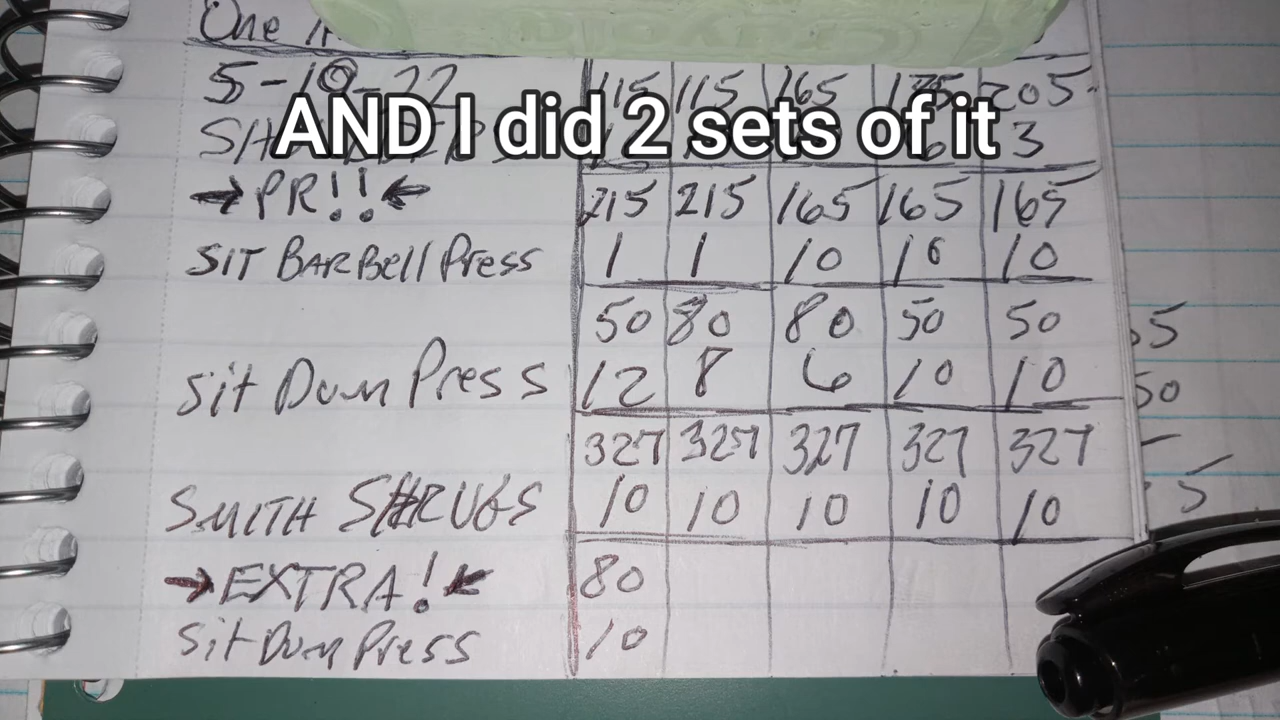 One
5-10-22 115 115 165 175 205
AND I did 2 sets of it
3
→PR!!← 215 215 165 165 165
SIT BARBell Press 1 1 10 10 10
50 80 80 50 50
Sit Dum Press 12 8 6 10 10
327 327 327 327 327
SMITH SHRUGS 10 10 10 10 10
→EXTRA!← 80
Sit Dum Press 10
55
50
5